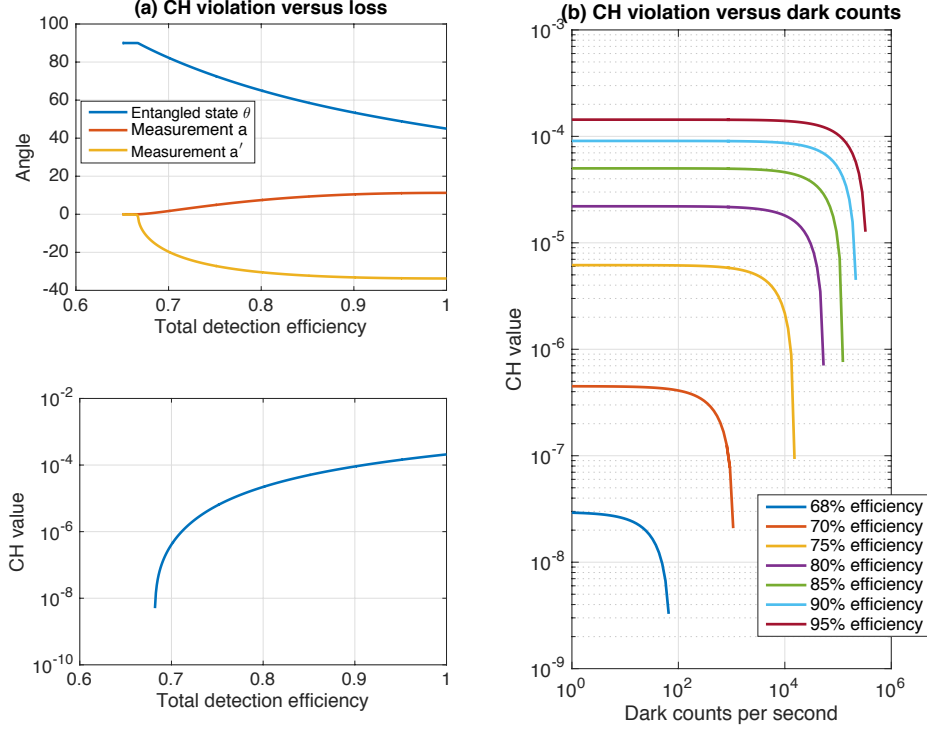 (a) CH violation versus loss
100
80
60
40
20
0
-20
-40
Angle
Entangled state θ
Measurement a
Measurement a′
0.6 0.7 0.8 0.9 1
Total detection efficiency
10^-2
10^-4
10^-6
10^-8
10^-10
CH value
0.6 0.7 0.8 0.9 1
Total detection efficiency
(b) CH violation versus dark counts
10^-3
10^-4
10^-5
10^-6
10^-7
10^-8
10^-9
CH value
68% efficiency
70% efficiency
75% efficiency
80% efficiency
85% efficiency
90% efficiency
95% efficiency
10^0 10^2 10^4 10^6
Dark counts per second